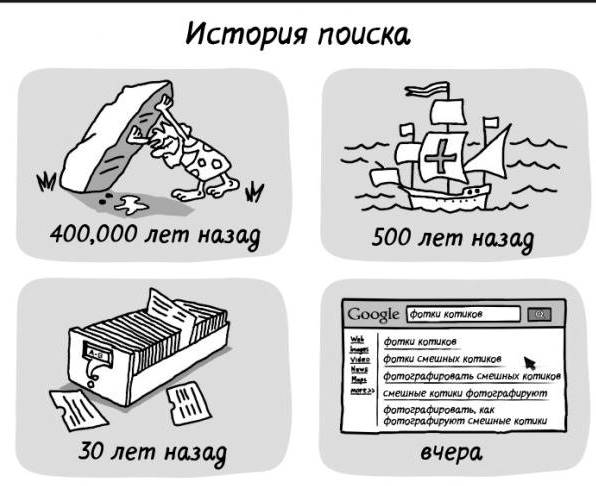 История поиска
400,000 лет назад
500 лет назад
A-G
?
30 лет назад
Google фотки котиков
Web
Images
Video
News
Maps
more>>
фотки котиков
фотки смешных котиков
фотографировать смешных котиков
смешные котики фотографируют
фотографировать, как
фотографируют смешные котики
вчера